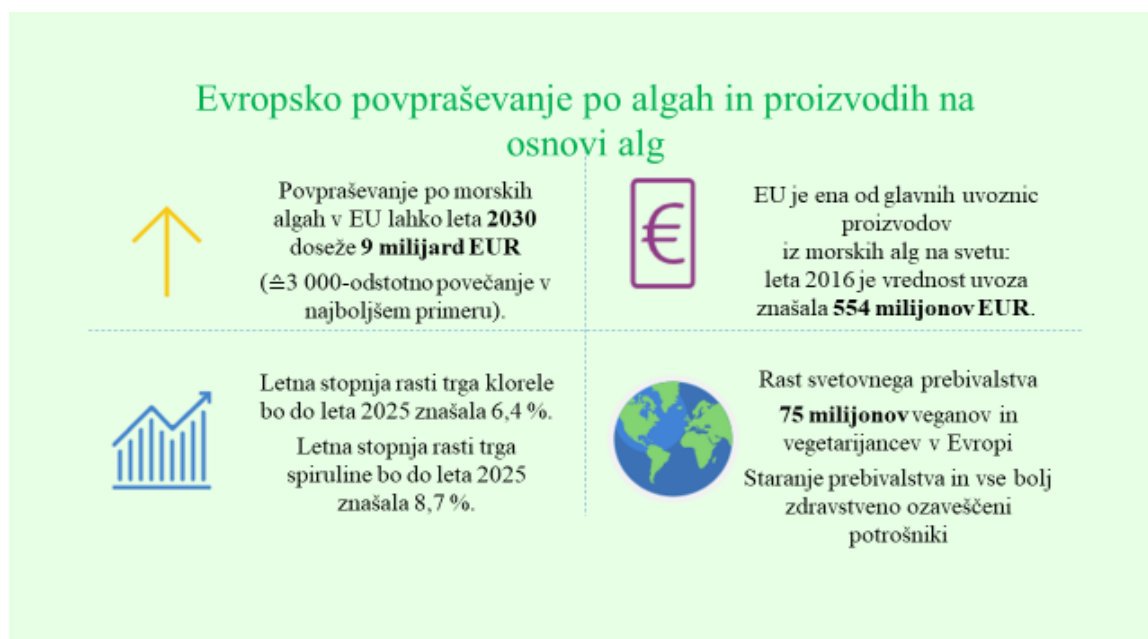 Evropsko povpraševanje po algah in proizvodih na
osnovi alg
Povpraševanje po morskih
algah v EU lahko leta 2030
doseže 9 milijard EUR
(≙3 000-odstotno povečanje v
najboljšem primeru).
€
EU je ena od glavnih uvoznic
proizvodov
iz morskih alg na svetu:
leta 2016 je vrednost uvoza
znašala 554 milijonov EUR.
Letna stopnja rasti trga klorele
bo do leta 2025 znašala 6,4 %.
Letna stopnja rasti trga
spiruline bo do leta 2025
znašala 8,7 %.
Rast svetovnega prebivalstva
75 milijonov veganov in
vegetarijancev v Evropi
Staranje prebivalstva in vse bolj
zdravstveno ozaveščeni
potrošniki